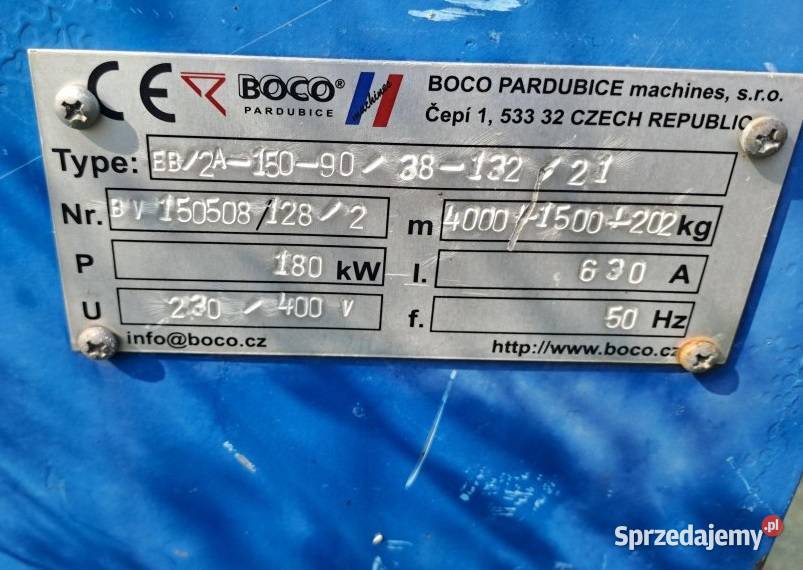 CE BOCO® PARDUBICE machines BOCO PARDUBICE machines, s.r.o.
Čepí 1, 533 32 CZECH REPUBLIC
Type: EB/2A-150-90/38-132/21
Nr. BV 150508/128/2 m 4000/-1500+202 kg
P 180 kW I. 630 A
U 230/400 V f. 50 Hz
info@boco.cz http://www.boco.cz
Sprzedajemy.pl